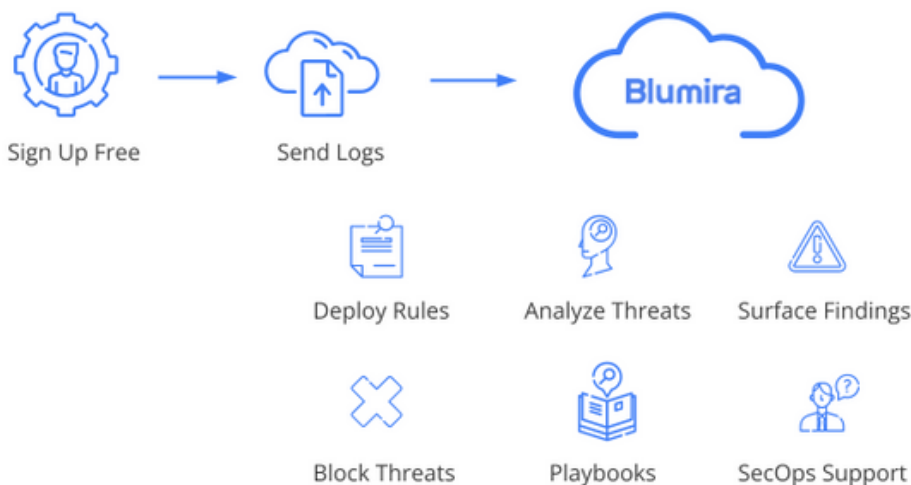 Blumira
Sign Up Free
Send Logs
Deploy Rules
Analyze Threats
Surface Findings
Block Threats
Playbooks
SecOps Support